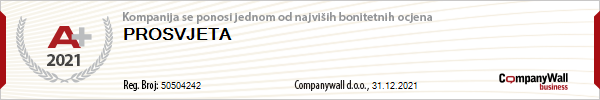 A+
2021
Kompanija se ponosi jednom od najviših bonitetnih ocjena
PROSVJETA
Reg. Broj: 50504242
Companywall d.o.o., 31.12.2021
CompanyWall
business